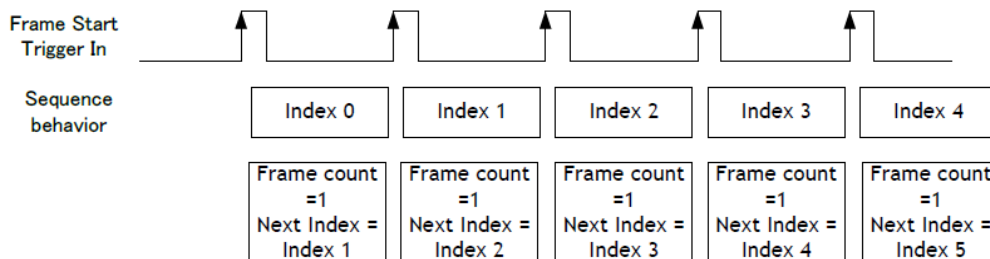 Frame Start
Trigger In
Sequence
behavior
Index 0
Index 1
Index 2
Index 3
Index 4
Frame count
=1
Next Index =
Index 1
Frame count
=1
Next Index =
Index 2
Frame count
=1
Next Index =
Index 3
Frame count
=1
Next Index =
Index 4
Frame count
=1
Next Index =
Index 5